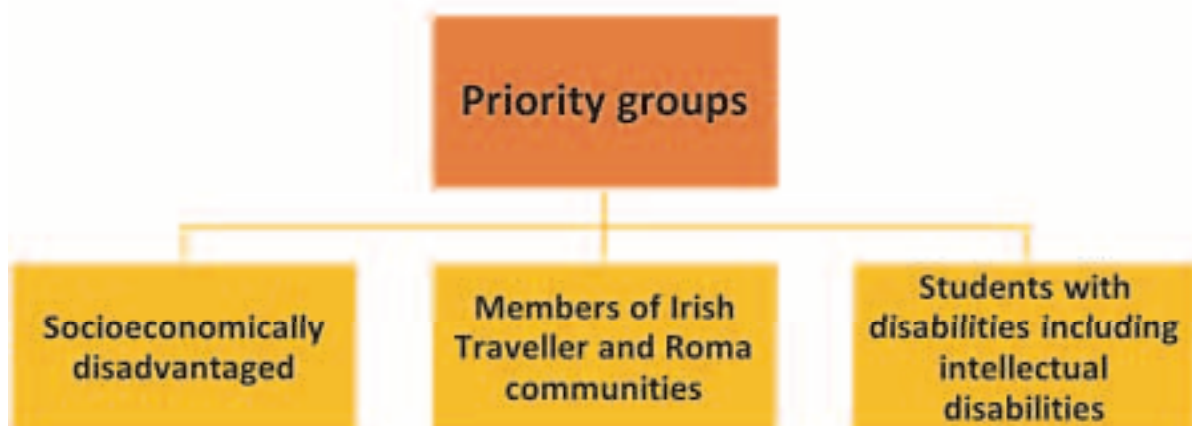 Priority groups
Socioeconomically
disadvantaged
Members of Irish
Traveller and Roma
communities
Students with
disabilities including
intellectual
disabilities